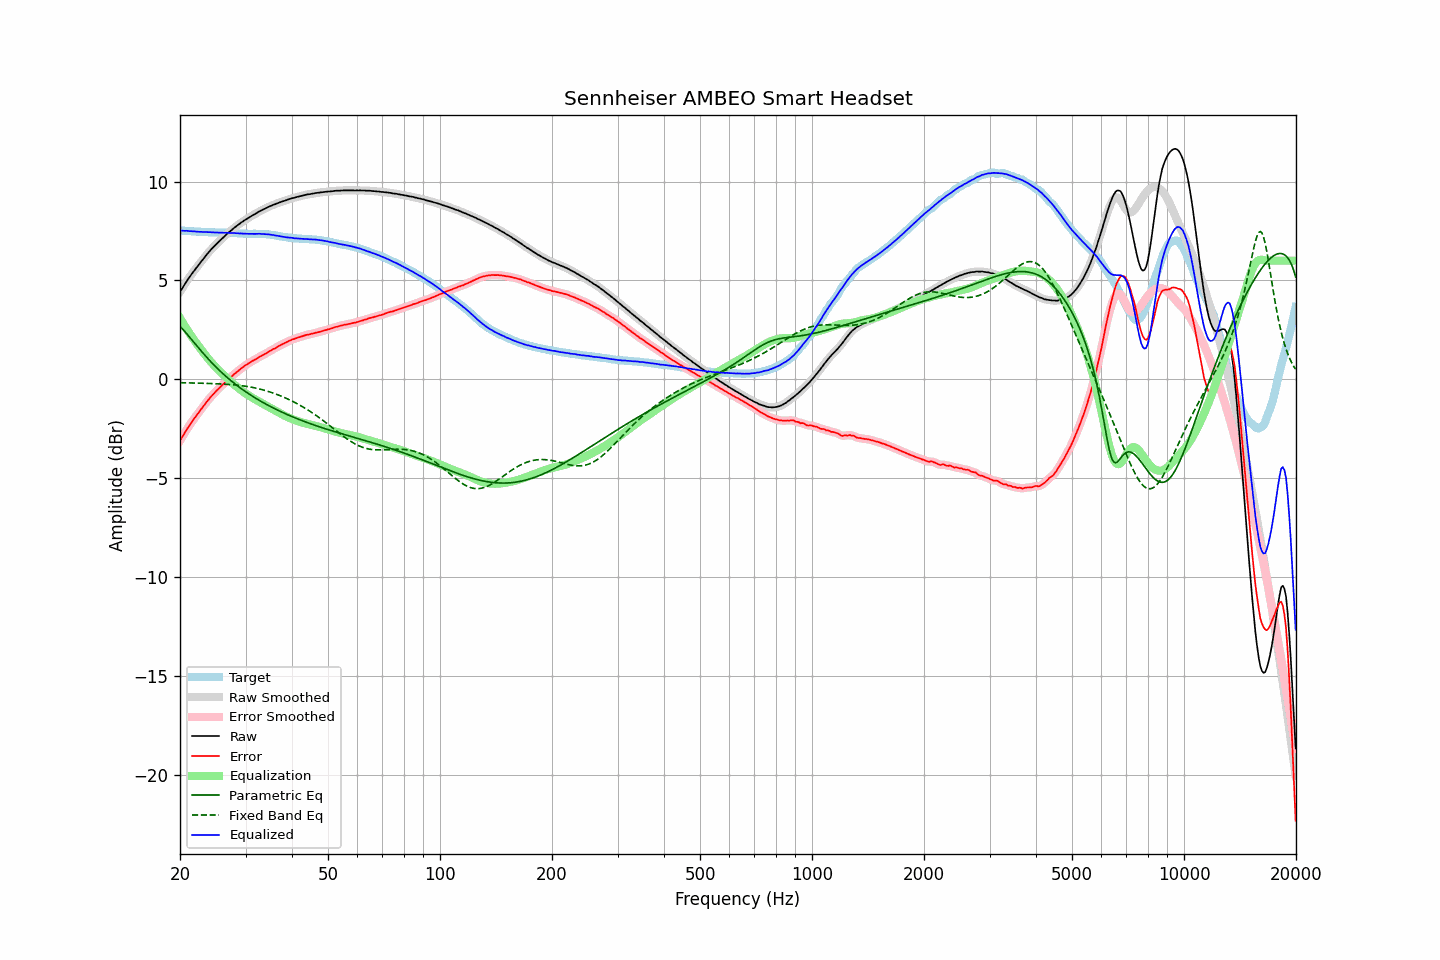 Sennheiser AMBEO Smart Headset
10
5
0
−5
−10
−15
−20
Amplitude (dBr)
Target
Raw Smoothed
Error Smoothed
Raw
Error
Equalization
Parametric Eq
Fixed Band Eq
Equalized
20 50 100 200 500 1000 2000 5000 10000 20000
Frequency (Hz)